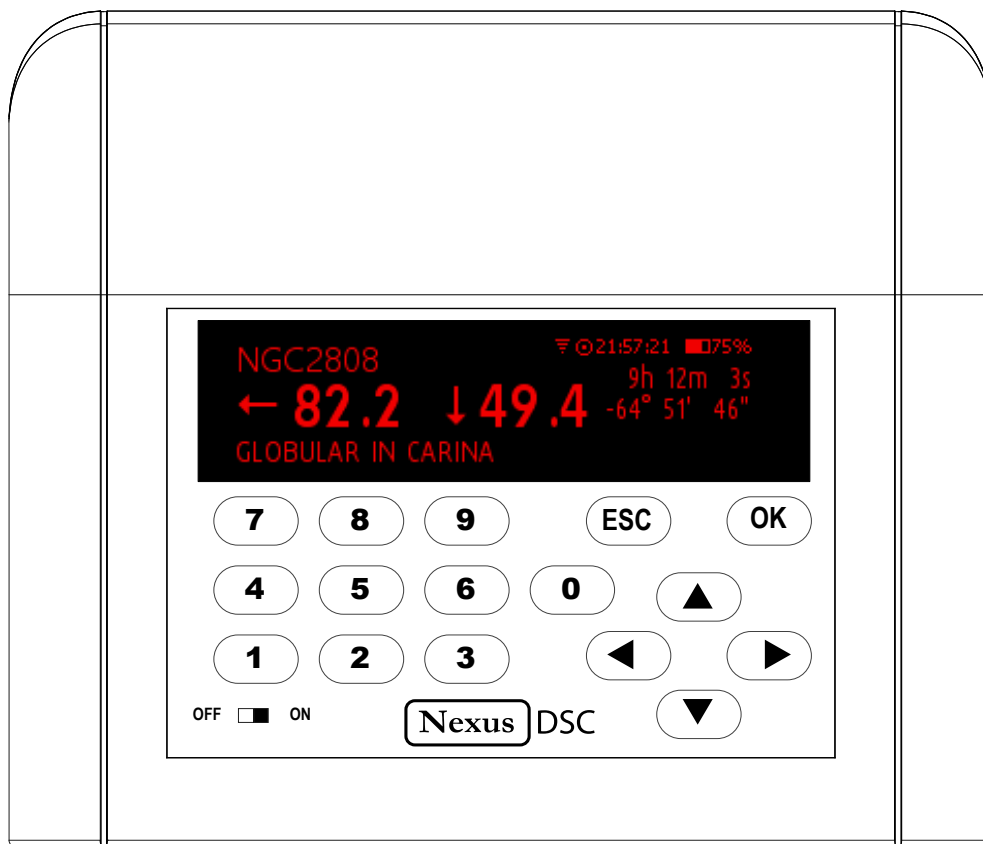 NGC2808
21:57:21 75%
9h 12m 3s
← 82.2 ↓ 49.4
-64° 51' 46"
GLOBULAR IN CARINA
7 8 9 ESC OK
4 5 6 0
1 2 3
OFF ON
Nexus DSC